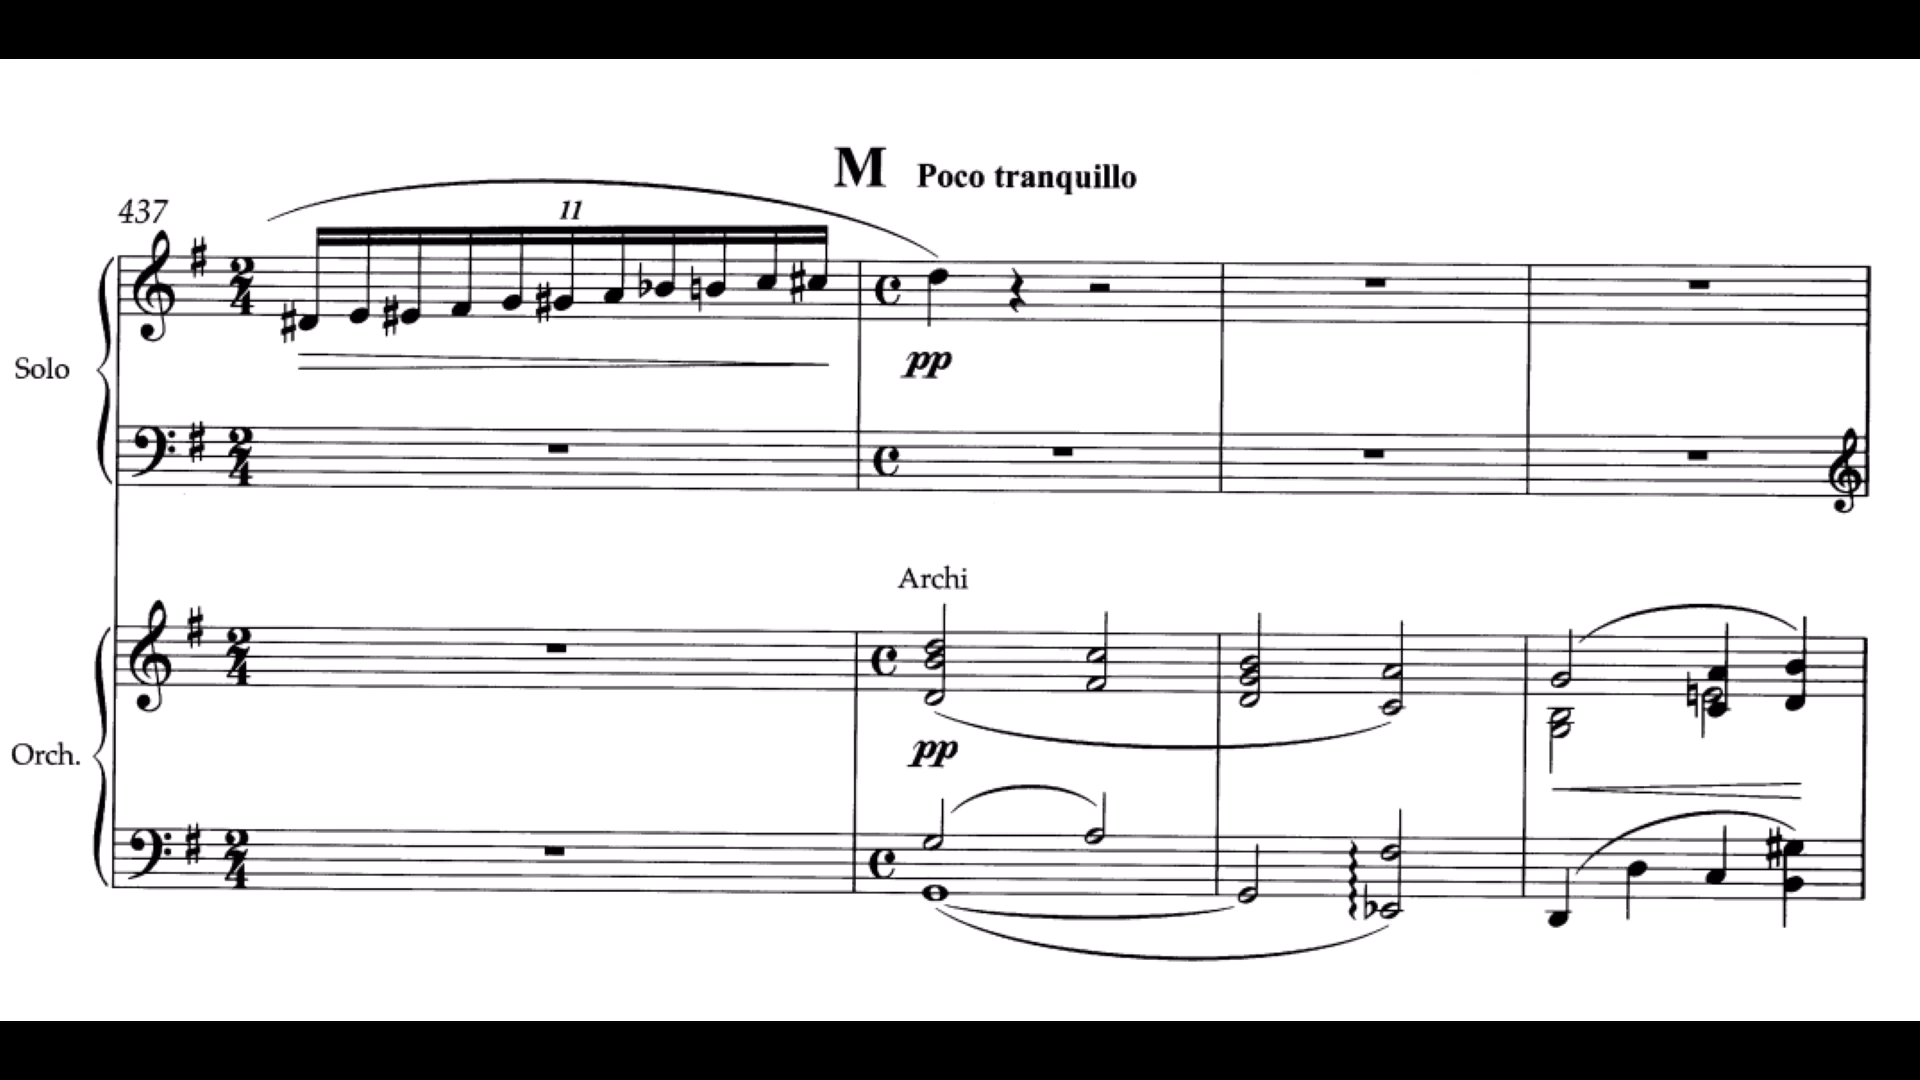 M Poco tranquillo
437
11
Solo
pp
Archi
pp
Orch.